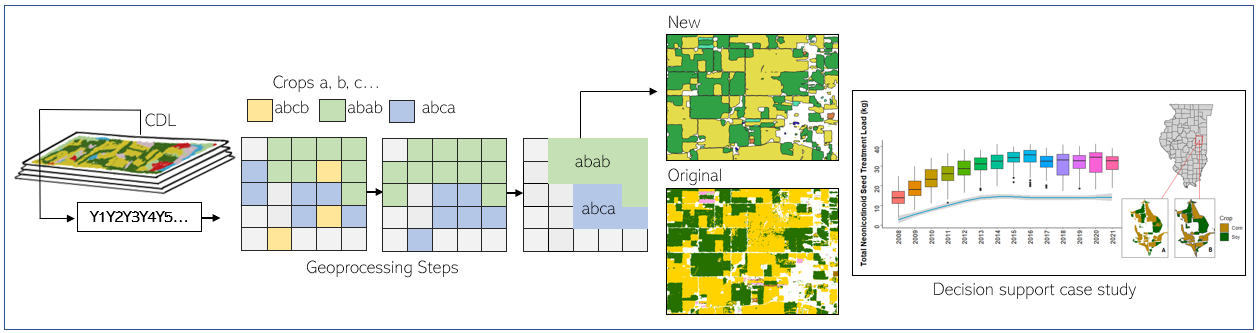 CDL
Y1Y2Y3Y4Y5...
Crops a, b, c...
abcb
abab
abca
abab
abca
Geoprocessing Steps
New
Original
Total Neonicotinoid Seed Treatment Load (kg)
40
30
20
10
0
2008
2009
2010
2011
2012
2013
2014
2015
2016
2017
2018
2019
2020
2021
A
B
Crop
Corn
Soy
Decision support case study